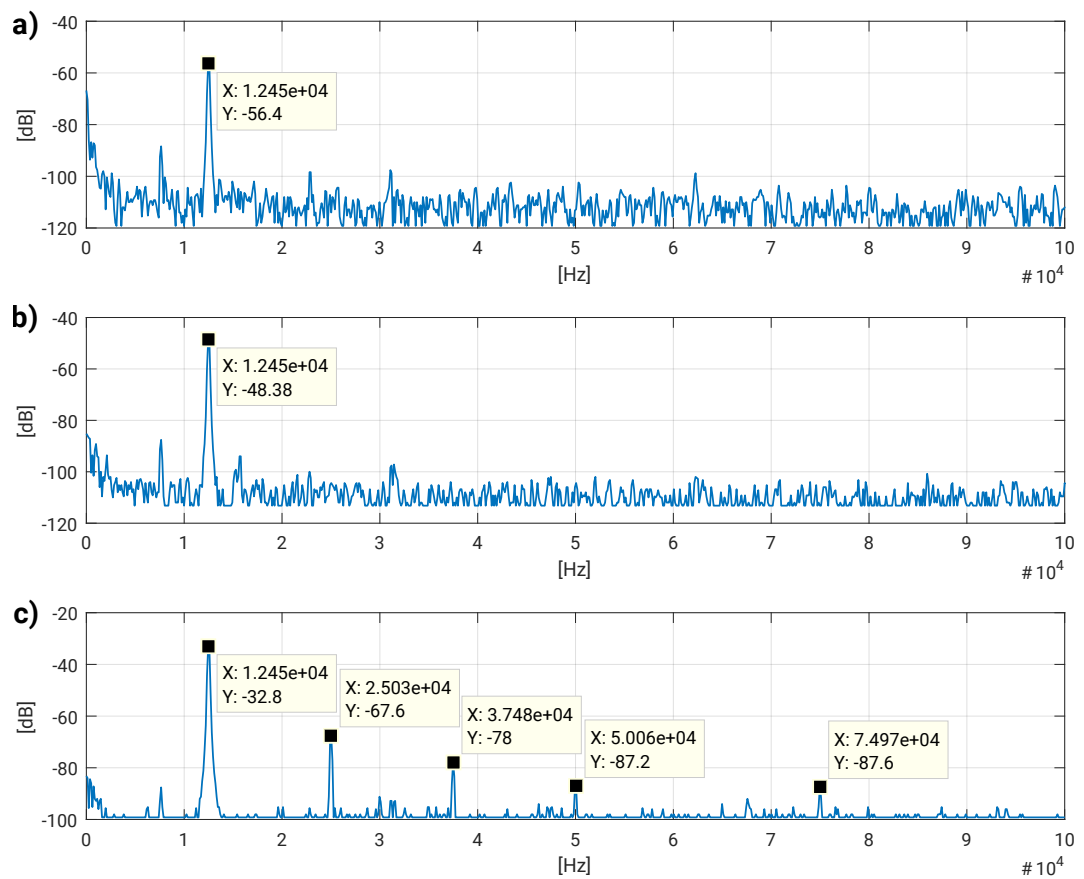 a)
-40
-60
-80
-100
-120
[dB]
X: 1.245e+04
Y: -56.4
0 1 2 3 4 5 6 7 8 9 10
[Hz]
# 10^4
b)
-40
-60
-80
-100
-120
[dB]
X: 1.245e+04
Y: -48.38
0 1 2 3 4 5 6 7 8 9 10
[Hz]
# 10^4
c)
-20
-40
-60
-80
-100
[dB]
X: 1.245e+04
Y: -32.8
X: 2.503e+04
Y: -67.6
X: 3.748e+04
Y: -78
X: 5.006e+04
Y: -87.2
X: 7.497e+04
Y: -87.6
0 1 2 3 4 5 6 7 8 9 10
[Hz]
# 10^4